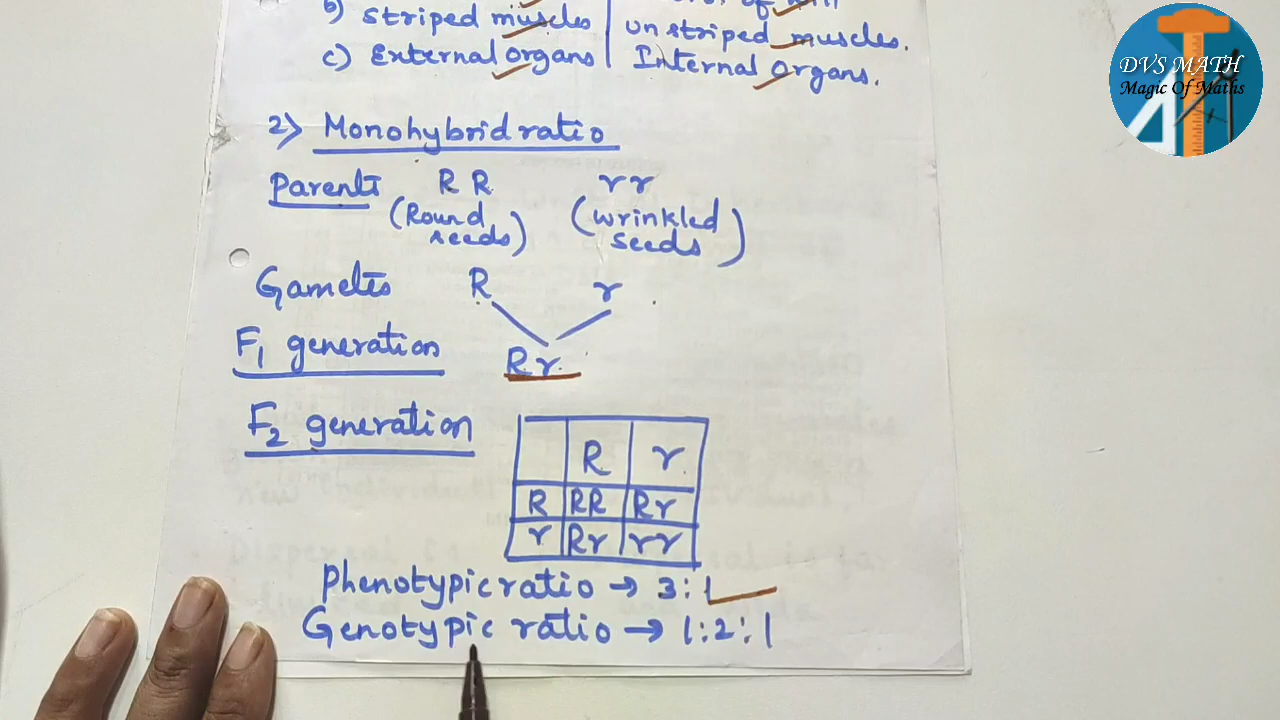 b) striped muscles | unstriped muscles.
c) External organs | Internal Organs.
DVS MATH
Magic Of Maths
2) Monohybrid ratio
Parents RR rr
(Round seeds) (wrinkled seeds)
Gametes R r
F1 generation Rr
F2 generation
R r
R RR Rr
r Rr rr
Phenotypic ratio → 3:1
Genotypic ratio → 1:2:1